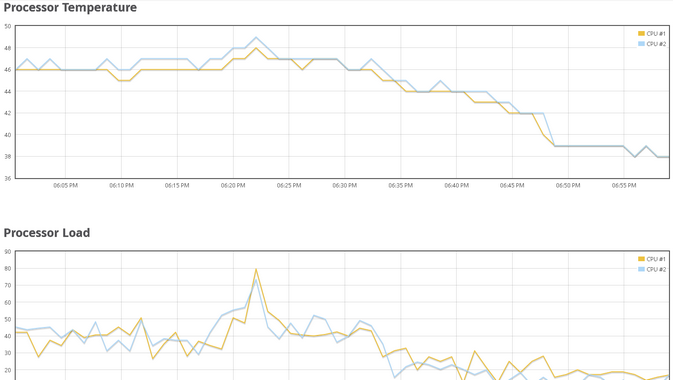 Processor Temperature
50
CPU #1
48
CPU #2
46
44
42
40
38
36
06:05 PM 06:10 PM 06:15 PM 06:20 PM 06:25 PM 06:30 PM 06:35 PM 06:40 PM 06:45 PM 06:50 PM 06:55 PM
Processor Load
90
CPU #1
80
CPU #2
70
60
50
40
30
20